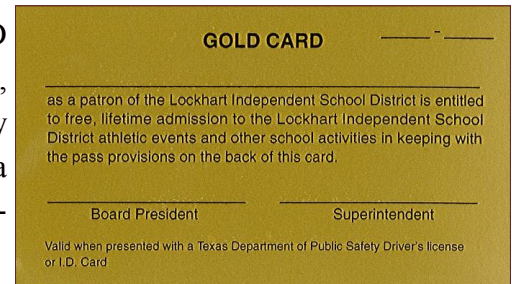 GOLD CARD
____-____
as a patron of the Lockhart Independent School District is entitled
to free, lifetime admission to the Lockhart Independent School
District athletic events and other school activities in keeping with
the pass provisions on the back of this card.
Board President Superintendent
Valid when presented with a Texas Department of Public Safety Driver's license
or I.D. Card